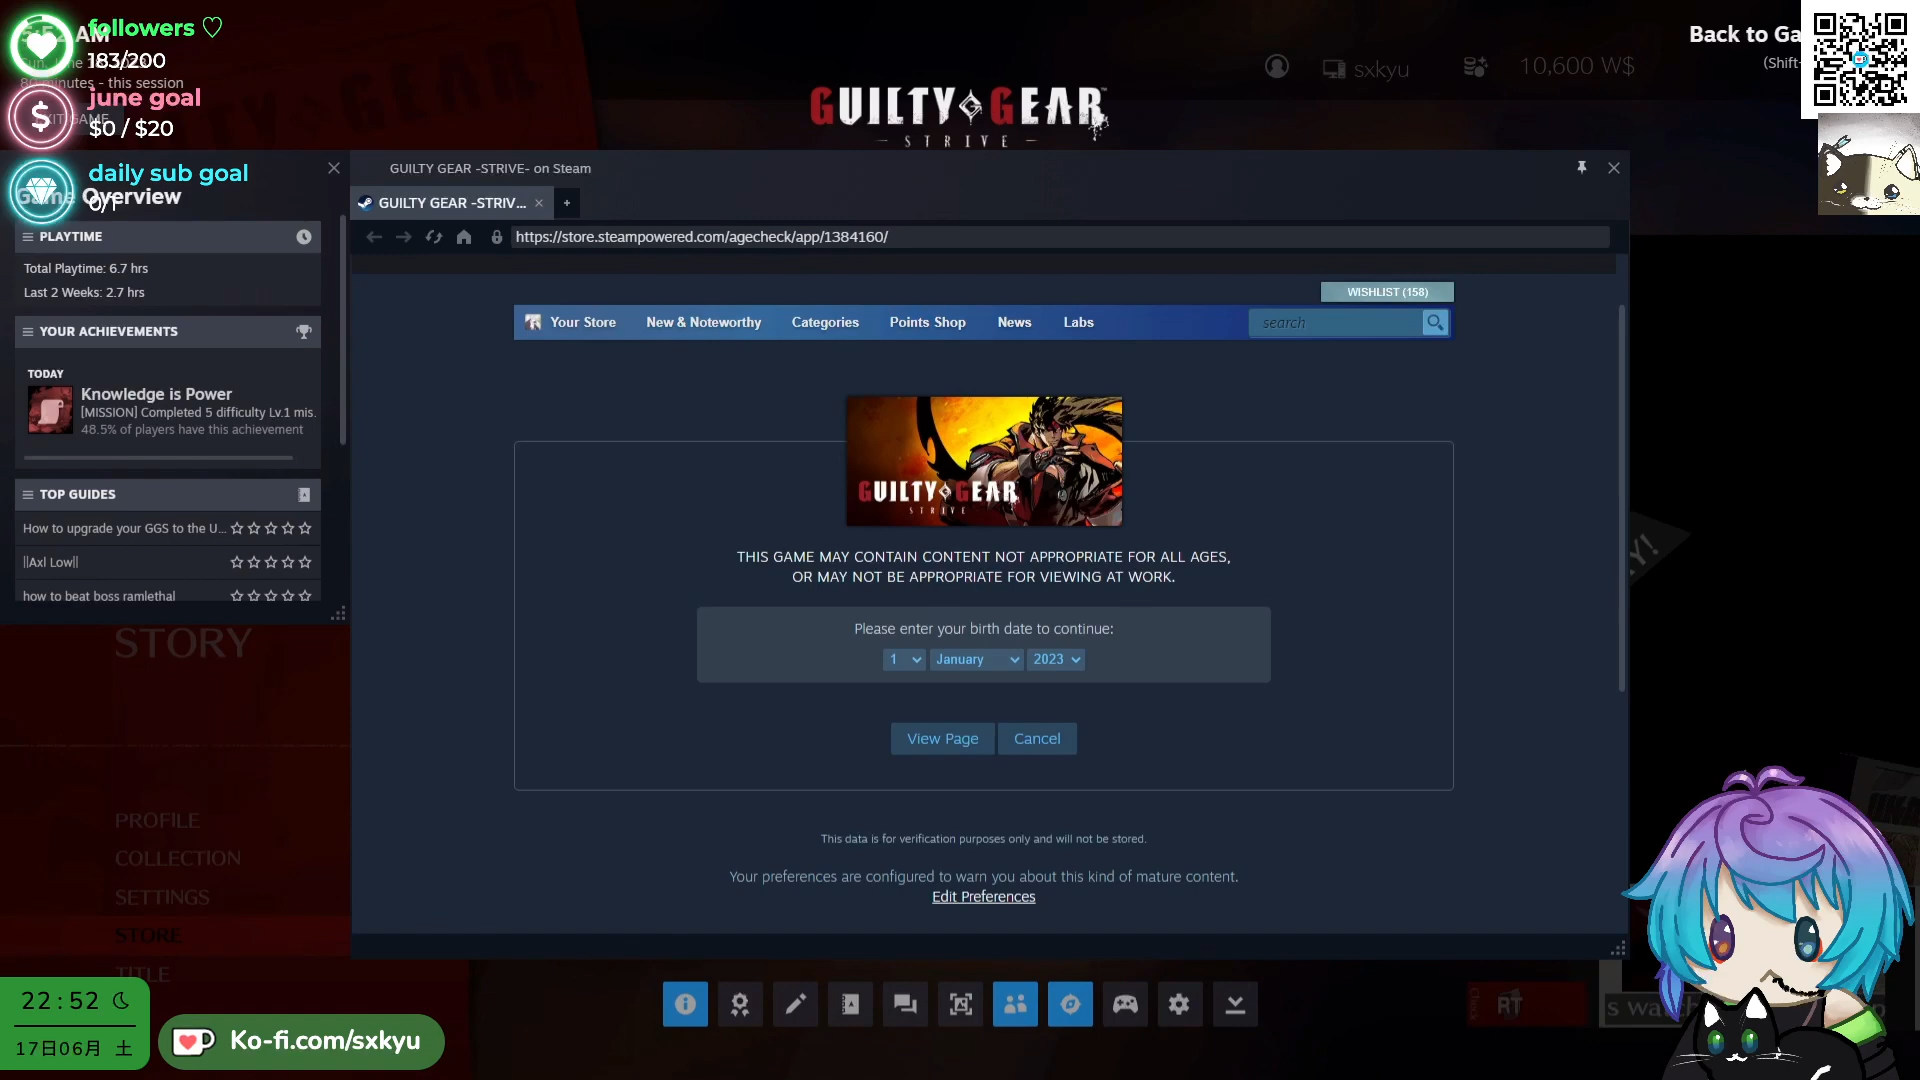 followers ♡
183/200
80 minutes - this session
june goal
$0 / $20
EXIT GAME
daily sub goal
0/1
Game Overview
PLAYTIME
Total Playtime: 6.7 hrs
Last 2 Weeks: 2.7 hrs
YOUR ACHIEVEMENTS
TODAY
Knowledge is Power
[MISSION] Completed 5 difficulty Lv.1 mis.
48.5% of players have this achievement
TOP GUIDES
How to upgrade your GGS to the U...
||Axl Low||
how to beat boss ramlethal
STORY
PROFILE
COLLECTION
SETTINGS
STORE
TITLE
22:52
17日06月 土
Ko-fi.com/sxkyu
GUILTY GEAR
STRIVE
sxkyu
10,600 W$
Back to Ga
(Shift-
GUILTY GEAR -STRIVE- on Steam
GUILTY GEAR -STRIV...
https://store.steampowered.com/agecheck/app/1384160/
WISHLIST (158)
Your Store
New & Noteworthy
Categories
Points Shop
News
Labs
search
GUILTY GEAR
STRIVE
THIS GAME MAY CONTAIN CONTENT NOT APPROPRIATE FOR ALL AGES,
OR MAY NOT BE APPROPRIATE FOR VIEWING AT WORK.
Please enter your birth date to continue:
1 January 2023
View Page
Cancel
This data is for verification purposes only and will not be stored.
Your preferences are configured to warn you about this kind of mature content.
Edit Preferences
RT